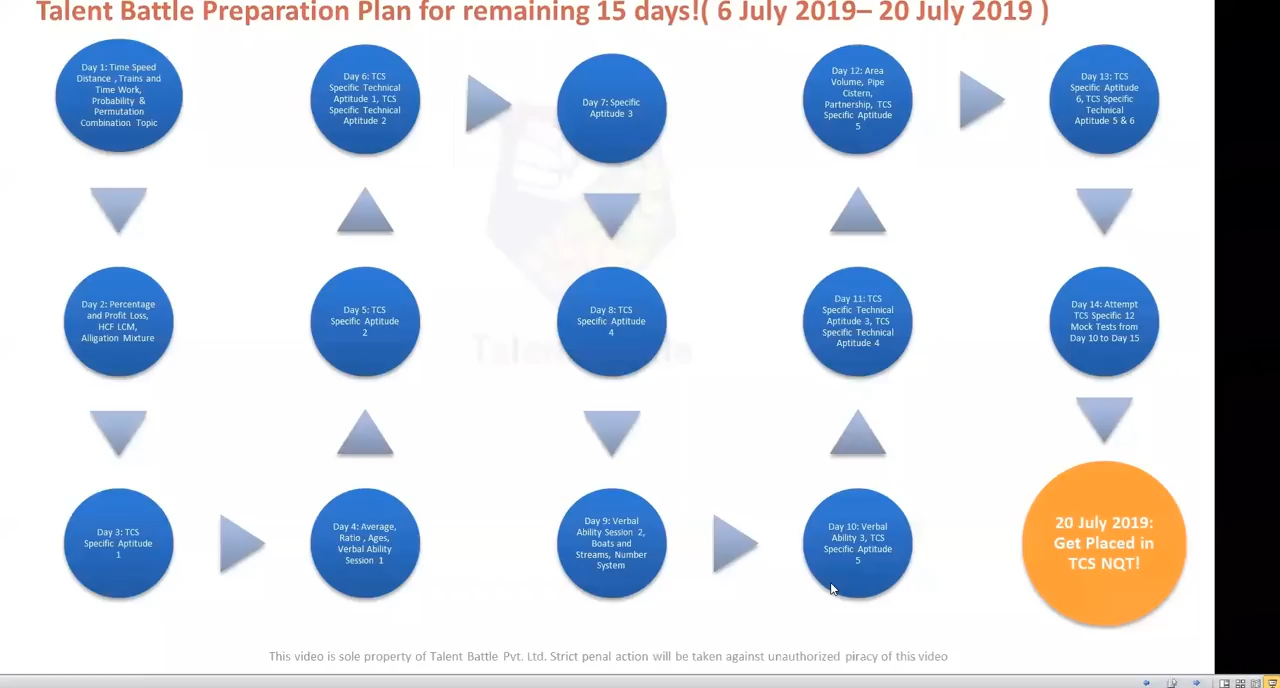 Talent Battle Preparation Plan for remaining 15 days!( 6 July 2019– 20 July 2019 )
Day 1: Time Speed
Distance ,Trains and
Time Work,
Probability &
Permutation
Combination Topic
Day 2: Percentage
and Profit Loss,
HCF LCM,
Alligation Mixture
Day 3: TCS
Specific Aptitude
1
Day 4: Average,
Ratio , Ages,
Verbal Ability
Session 1
Day 5: TCS
Specific Aptitude
2
Day 6: TCS
Specific Technical
Aptitude 1, TCS
Specific Technical
Aptitude 2
Day 7: Specific
Aptitude 3
Day 8: TCS
Specific Aptitude
4
Day 9: Verbal
Ability Session 2,
Boats and
Streams, Number
System
Day 10: Verbal
Ability 3, TCS
Specific Aptitude
5
Day 11: TCS
Specific Technical
Aptitude 3, TCS
Specific Technical
Aptitude 4
Day 12: Area
Volume, Pipe
Cistern,
Partnership, TCS
Specific Aptitude
5
Day 13: TCS
Specific Aptitude
6, TCS Specific
Technical
Aptitude 5 & 6
Day 14: Attempt
TCS Specific 12
Mock Tests from
Day 10 to Day 15
20 July 2019:
Get Placed in
TCS NQT!
This video is sole property of Talent Battle Pvt. Ltd. Strict penal action will be taken against unauthorized piracy of this video